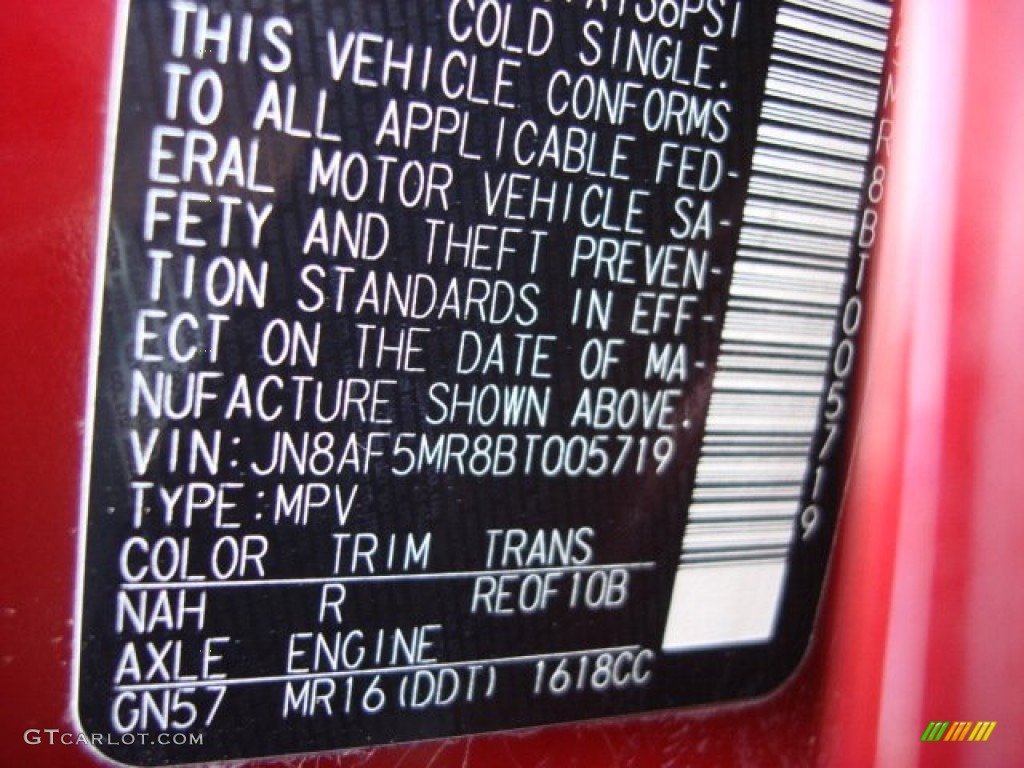 COLD SINGLE.
THIS VEHICLE CONFORMS
TO ALL APPLICABLE FED-
ERAL MOTOR VEHICLE SA-
FETY AND THEFT PREVEN-
TION STANDARDS IN EFF-
ECT ON THE DATE OF MA-
NUFACTURE SHOWN ABOVE.
VIN:JN8AF5MR8BT005719
TYPE:MPV
COLOR TRIM TRANS
NAH R RE0F10B
AXLE ENGINE
GN57 MR16(DDT) 1618CC
GTCARLOT.COM